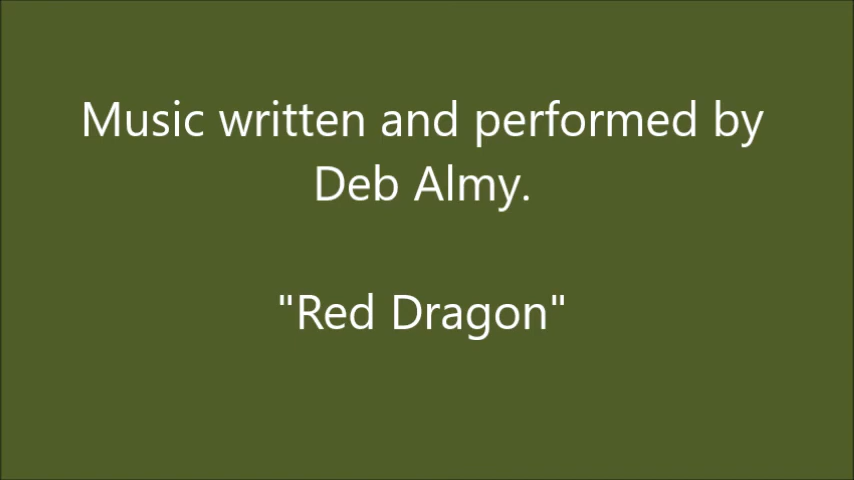 Music written and performed by
Deb Almy.
"Red Dragon"